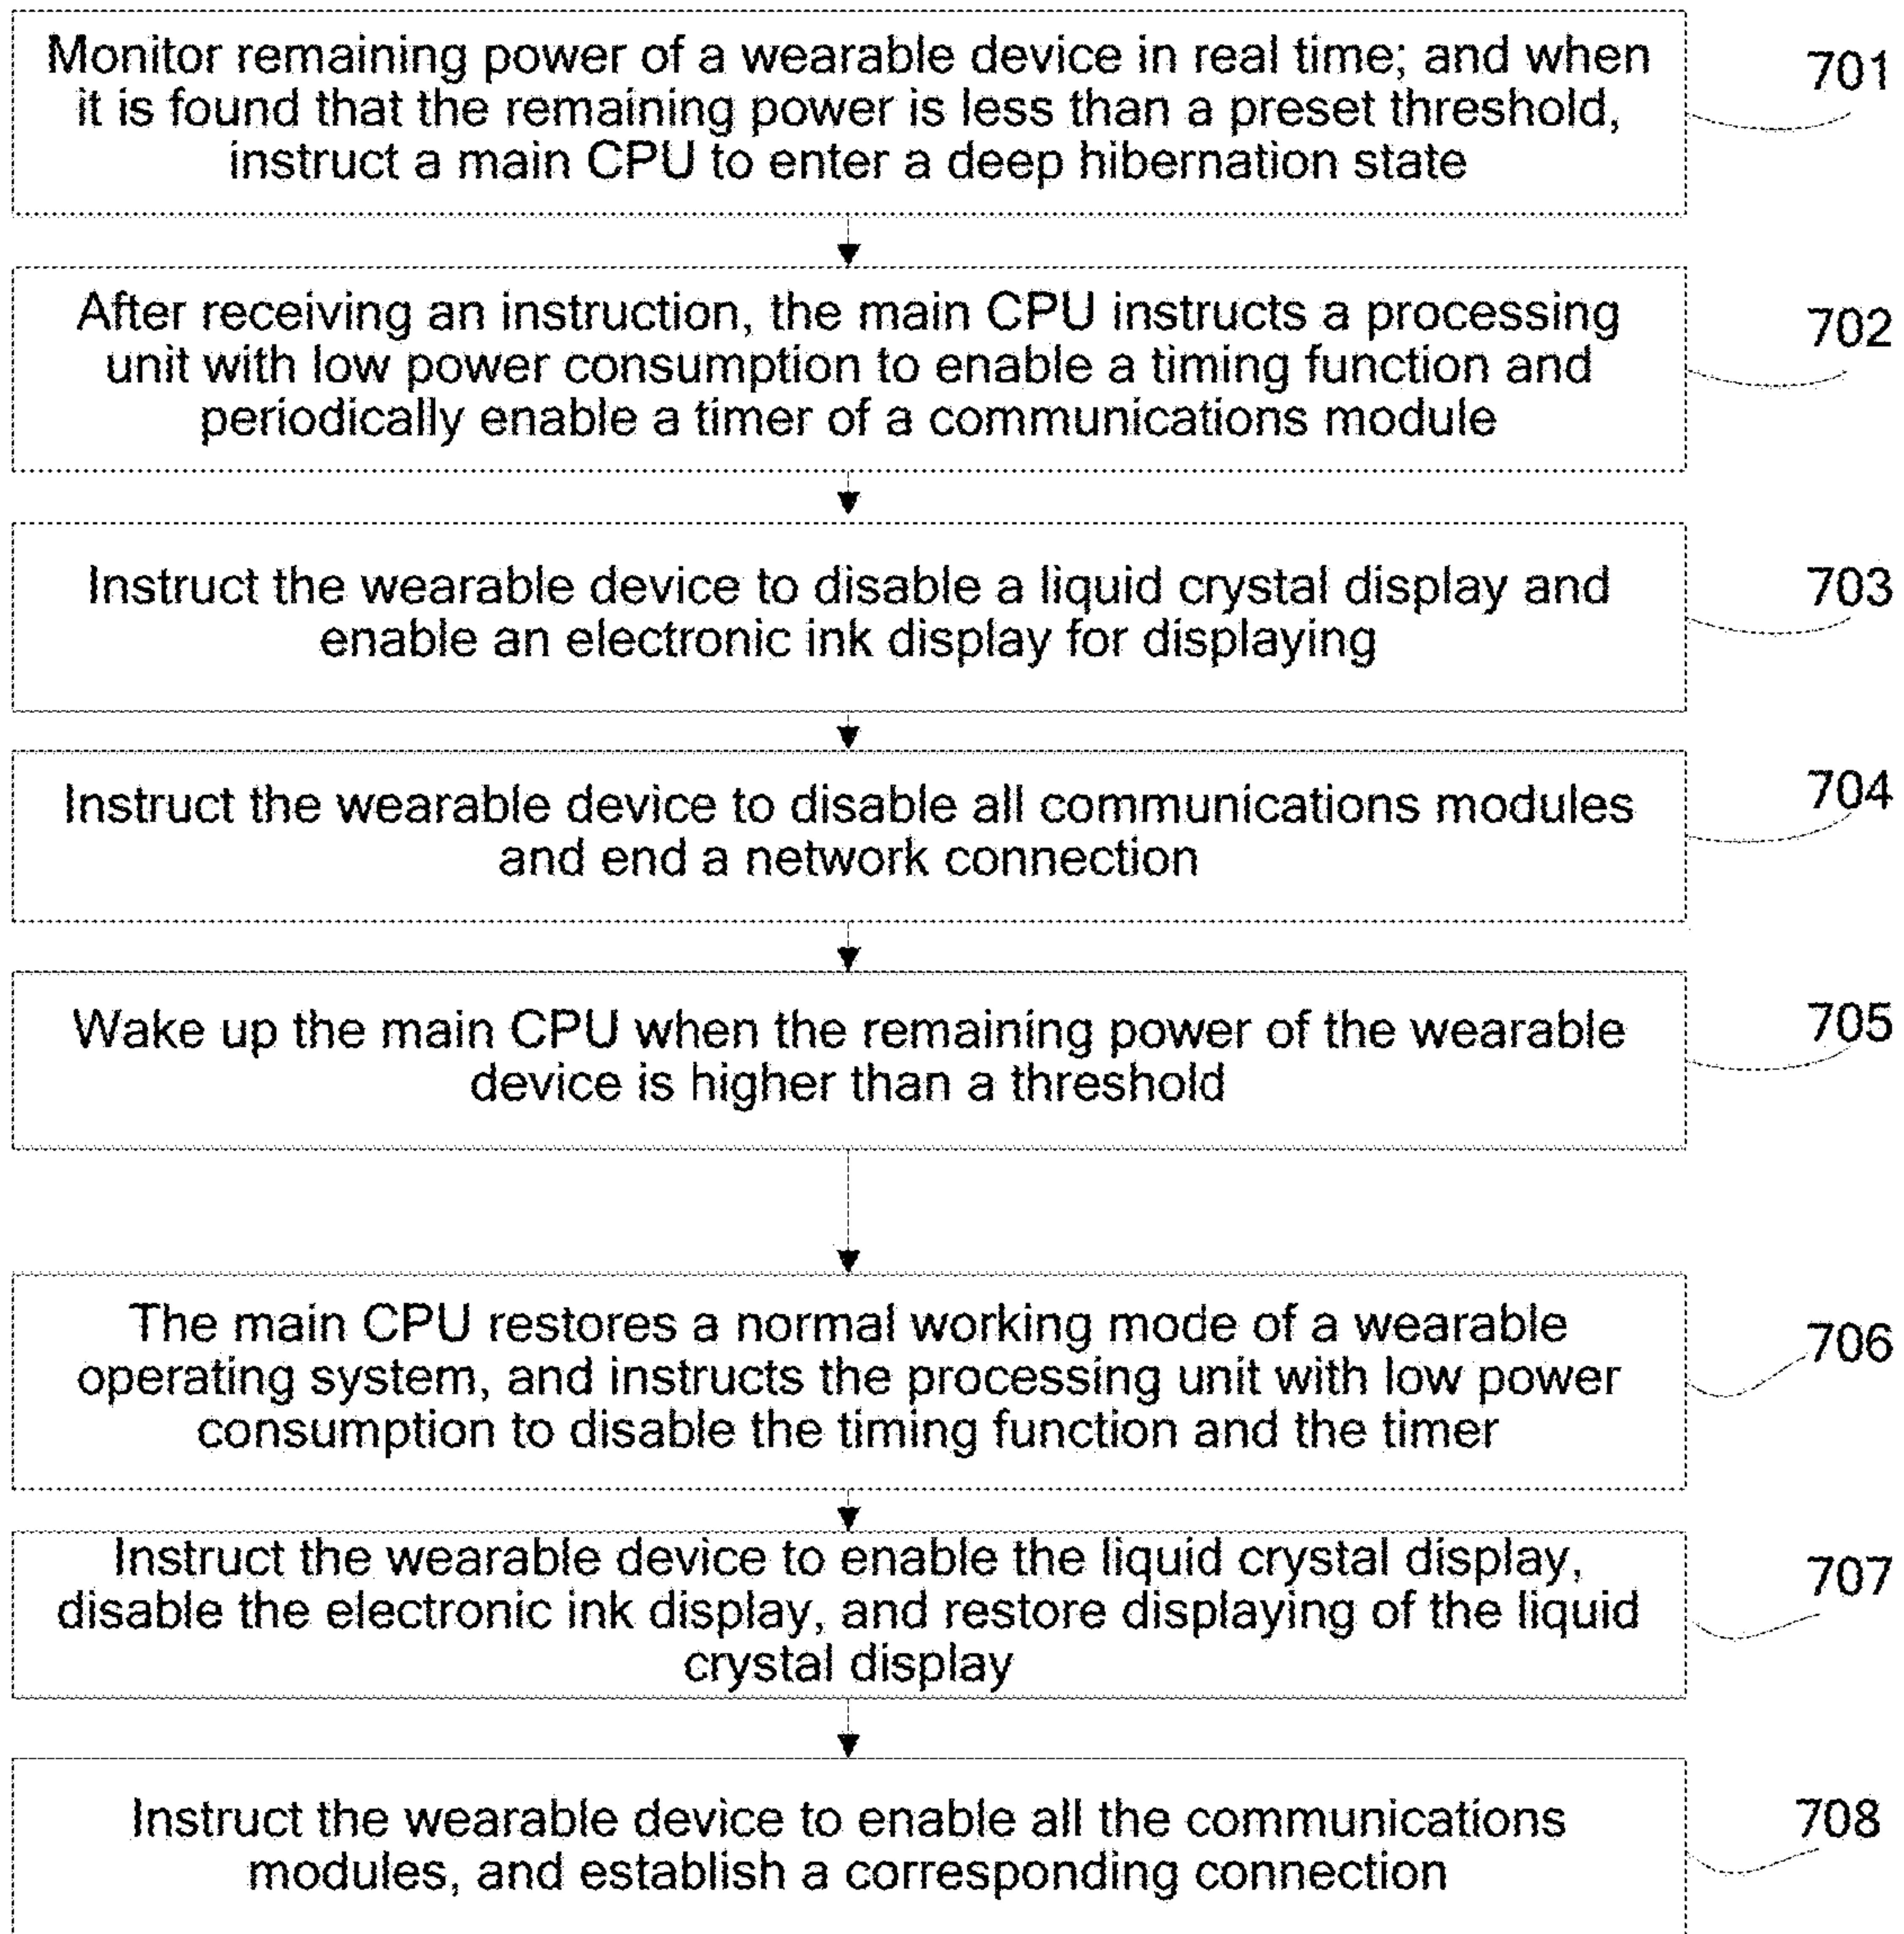 Monitor remaining power of a wearable device in real time; and when
it is found that the remaining power is less than a preset threshold,
instruct a main CPU to enter a deep hibernation state
701
After receiving an instruction, the main CPU instructs a processing
unit with low power consumption to enable a timing function and
periodically enable a timer of a communications module
702
Instruct the wearable device to disable a liquid crystal display and
enable an electronic ink display for displaying
703
Instruct the wearable device to disable all communications modules
and end a network connection
704
Wake up the main CPU when the remaining power of the wearable
device is higher than a threshold
705
The main CPU restores a normal working mode of a wearable
operating system, and instructs the processing unit with low power
consumption to disable the timing function and the timer
706
Instruct the wearable device to enable the liquid crystal display,
disable the electronic ink display, and restore displaying of the liquid
crystal display
707
Instruct the wearable device to enable all the communications
modules, and establish a corresponding connection
708